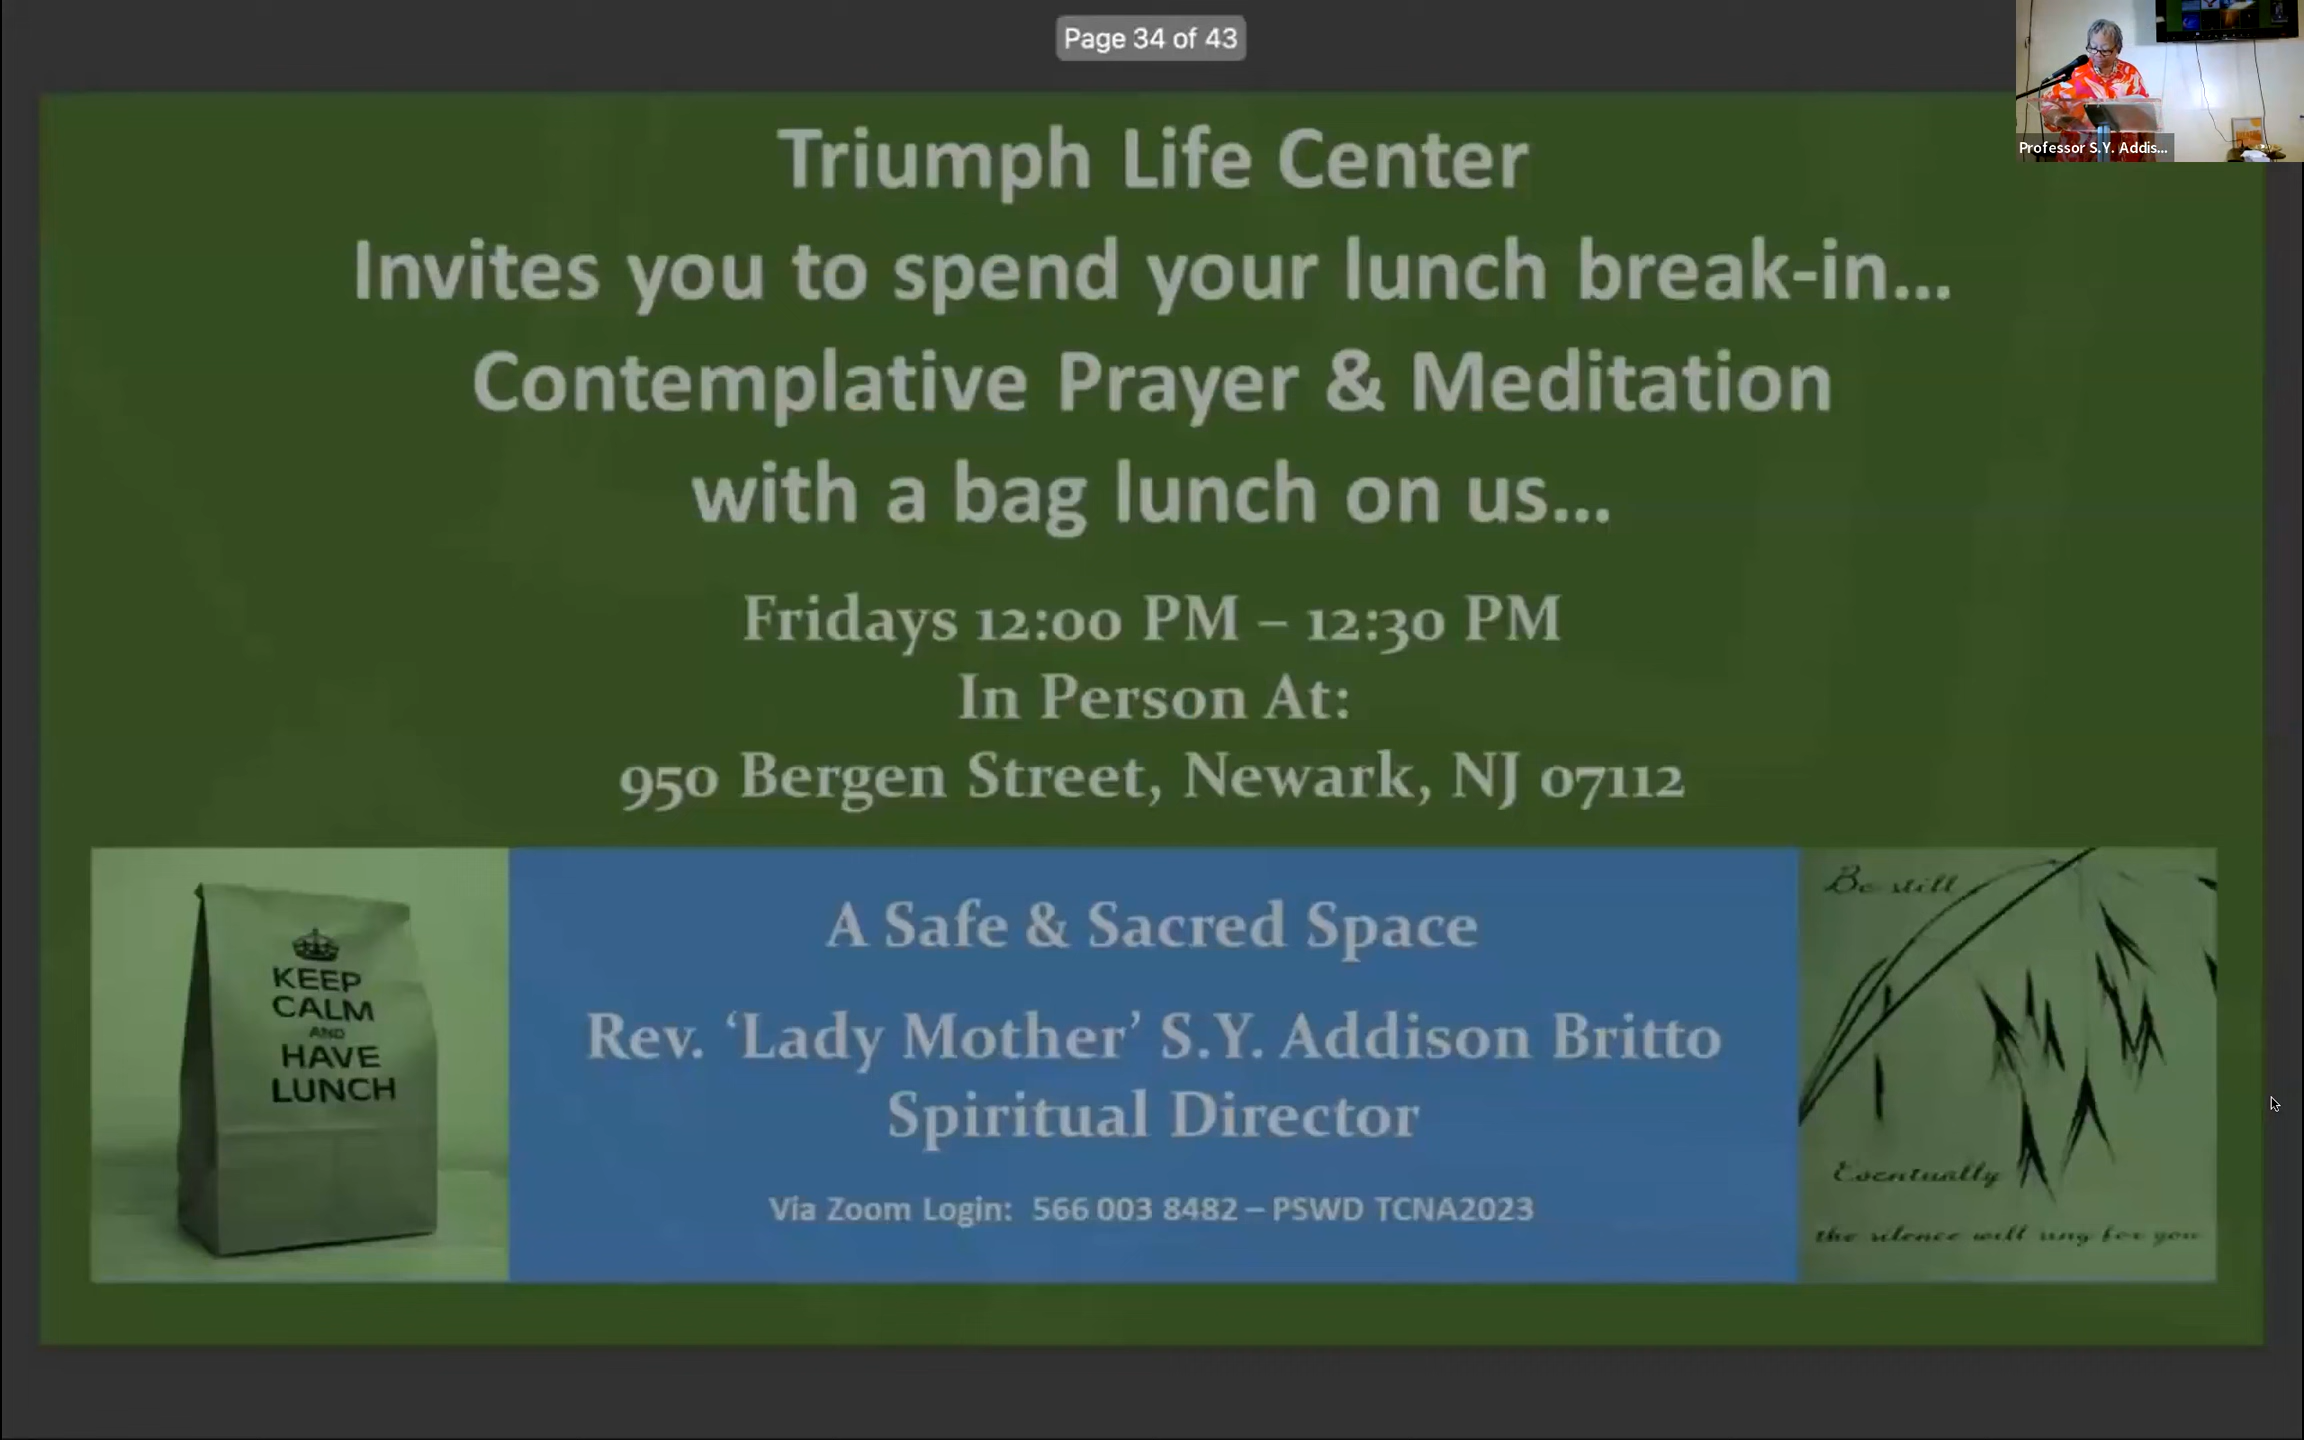 Page 34 of 43
Professor S.Y. Addis...
Triumph Life Center
Invites you to spend your lunch break-in...
Contemplative Prayer & Meditation
with a bag lunch on us...
Fridays 12:00 PM – 12:30 PM
In Person At:
950 Bergen Street, Newark, NJ 07112
KEEP
CALM
AND
HAVE
LUNCH
A Safe & Sacred Space
Rev. ‘Lady Mother’ S.Y. Addison Britto
Spiritual Director
Via Zoom Login: 566 003 8482 – PSWD TCNA2023
Be still
Eventually
the silence will sing for you